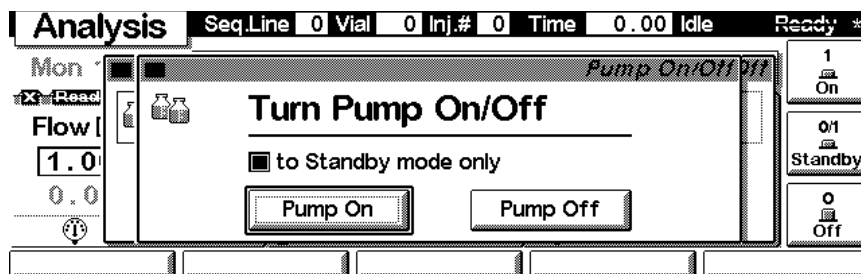 Analysis Seq.Line 0 Vial 0 Inj.# 0 Time 0.00 Idle Ready *
Mon
Pump On/Off
Flow
1.0
0.0
Turn Pump On/Off
to Standby mode only
Pump On Pump Off
1
On
0/1
Standby
0
Off